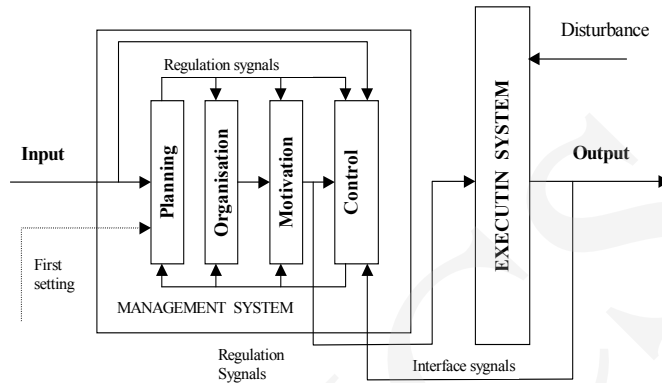 Disturbance
Regulation sygnals
Input
Planning
Organisation
Motivation
Control
EXECUTIN SYSTEM
Output
First
setting
MANAGEMENT SYSTEM
Regulation
Sygnals
Interface sygnals